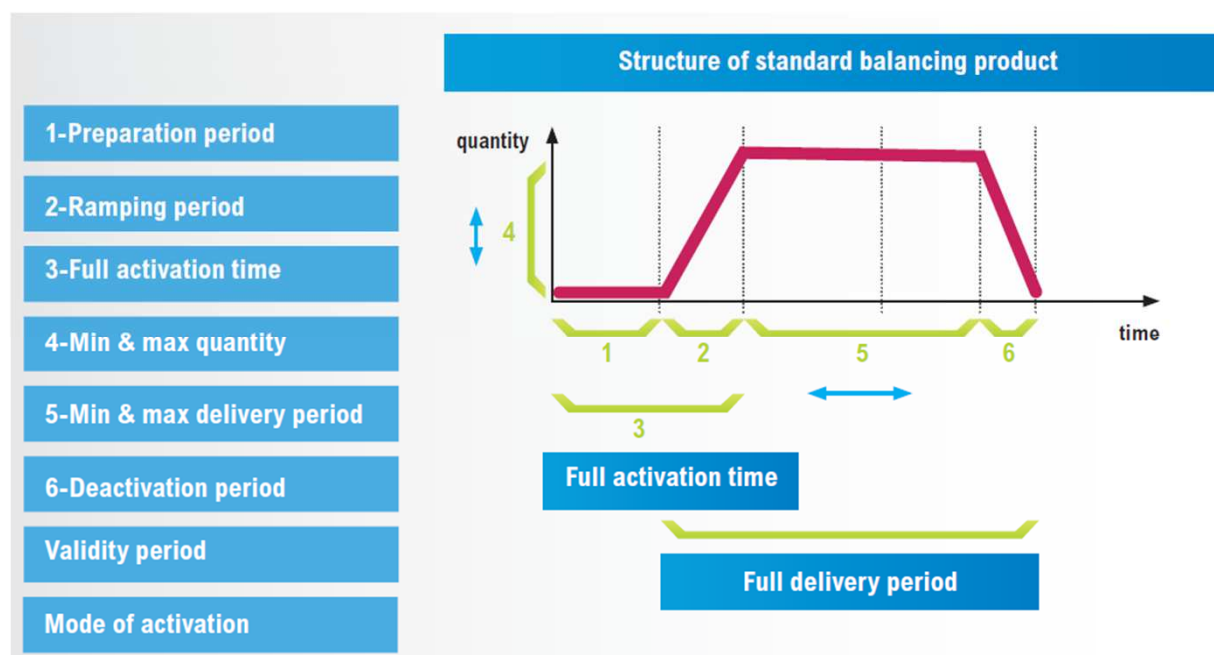 Structure of standard balancing product
1-Preparation period
2-Ramping period
3-Full activation time
4-Min & max quantity
5-Min & max delivery period
6-Deactivation period
Validity period
Mode of activation
quantity
4
time
1
2
5
6
3
Full activation time
Full delivery period